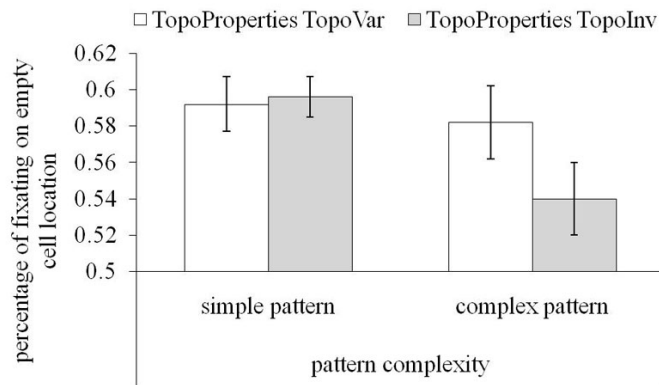 TopoProperties TopoVar TopoProperties TopoInv
percentage of fixating on empty
cell location
0.62
0.6
0.58
0.56
0.54
0.52
0.5
simple pattern complex pattern
pattern complexity